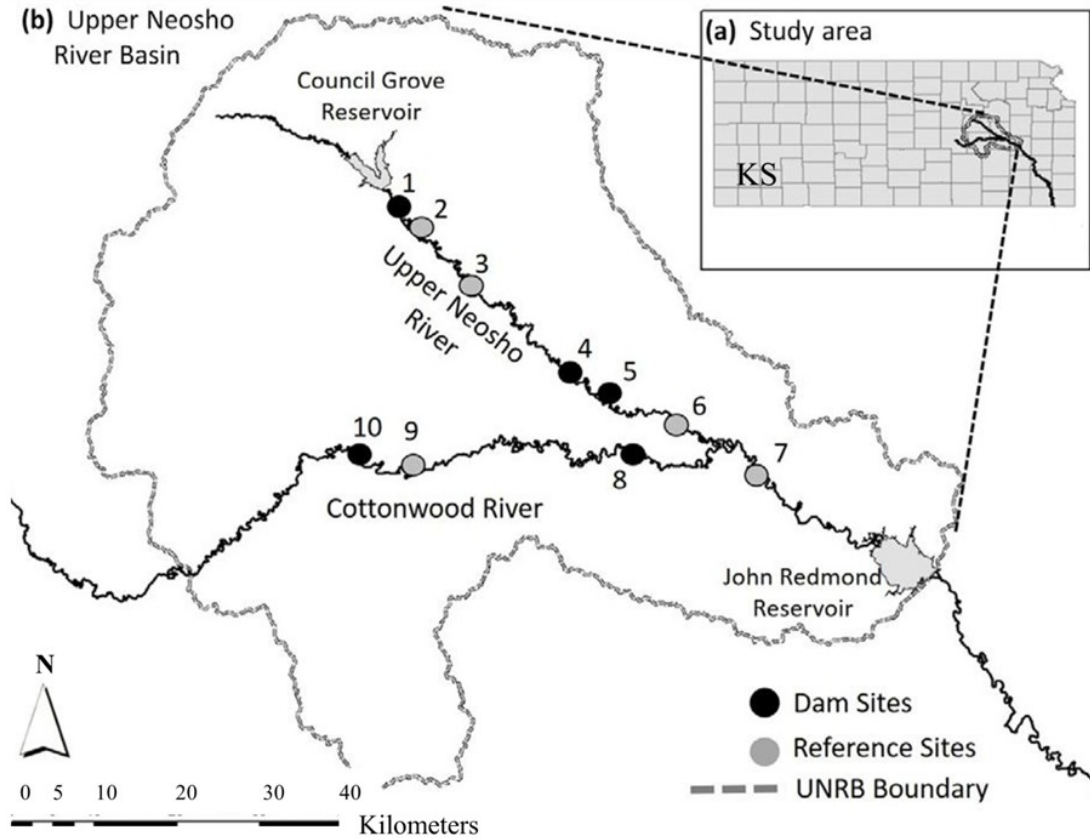 (b) Upper Neosho
River Basin
(a) Study area
KS
Council Grove
Reservoir
1
2
3
Upper Neosho
River
4
5
6
7
10
9
8
Cottonwood River
John Redmond
Reservoir
N
Dam Sites
Reference Sites
UNRB Boundary
0 5 10 20 30 40
Kilometers